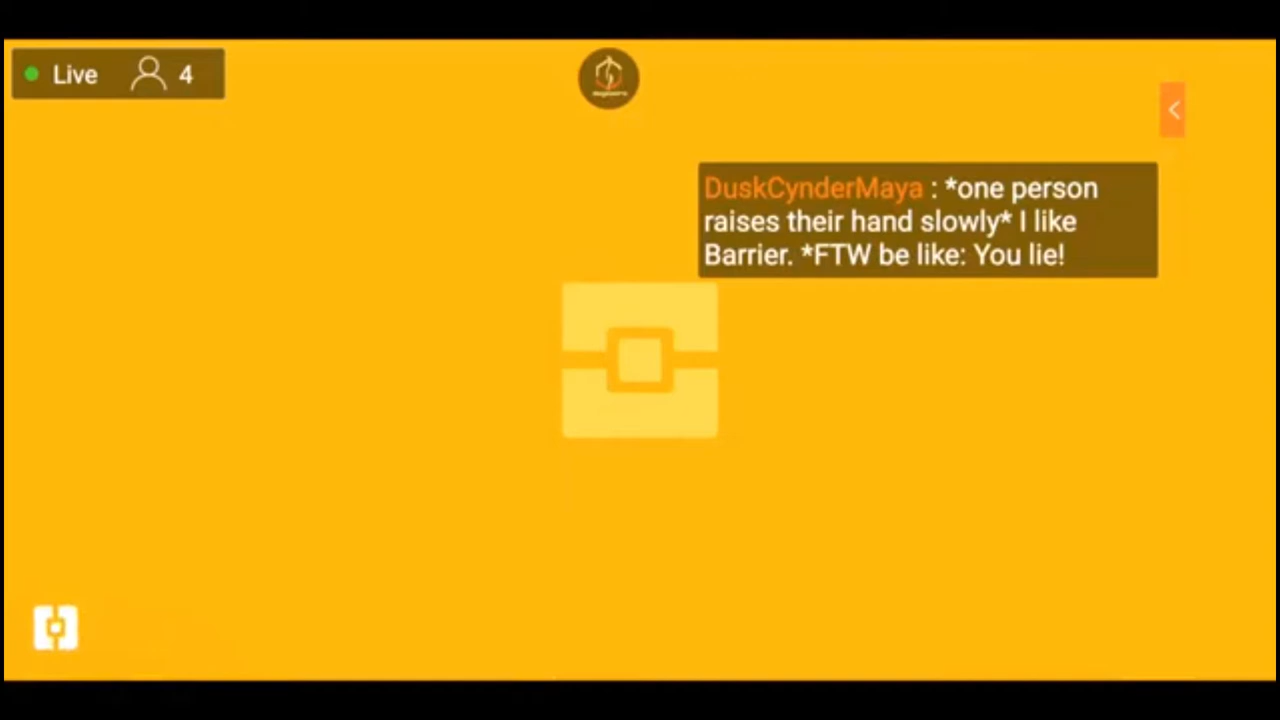 Live 4
DuskCynderMaya : *one person
raises their hand slowly* I like
Barrier. *FTW be like: You lie!